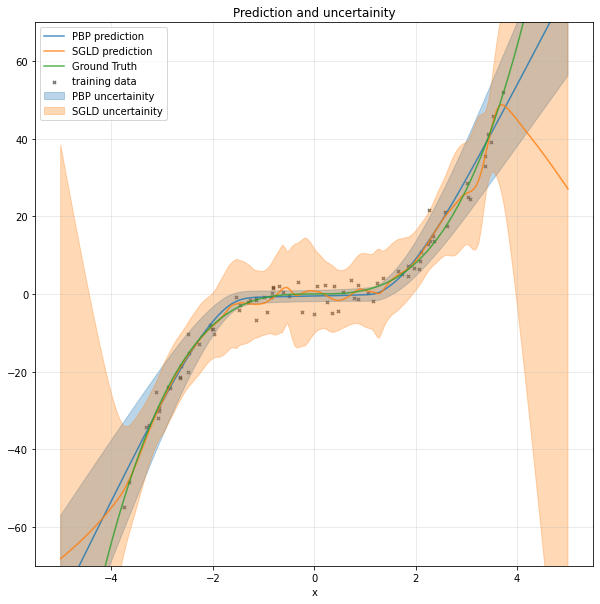 Prediction and uncertainity
PBP prediction
SGLD prediction
Ground Truth
training data
PBP uncertainity
SGLD uncertainity
60
40
20
0
−20
−40
−60
−4
−2
0
2
4
x